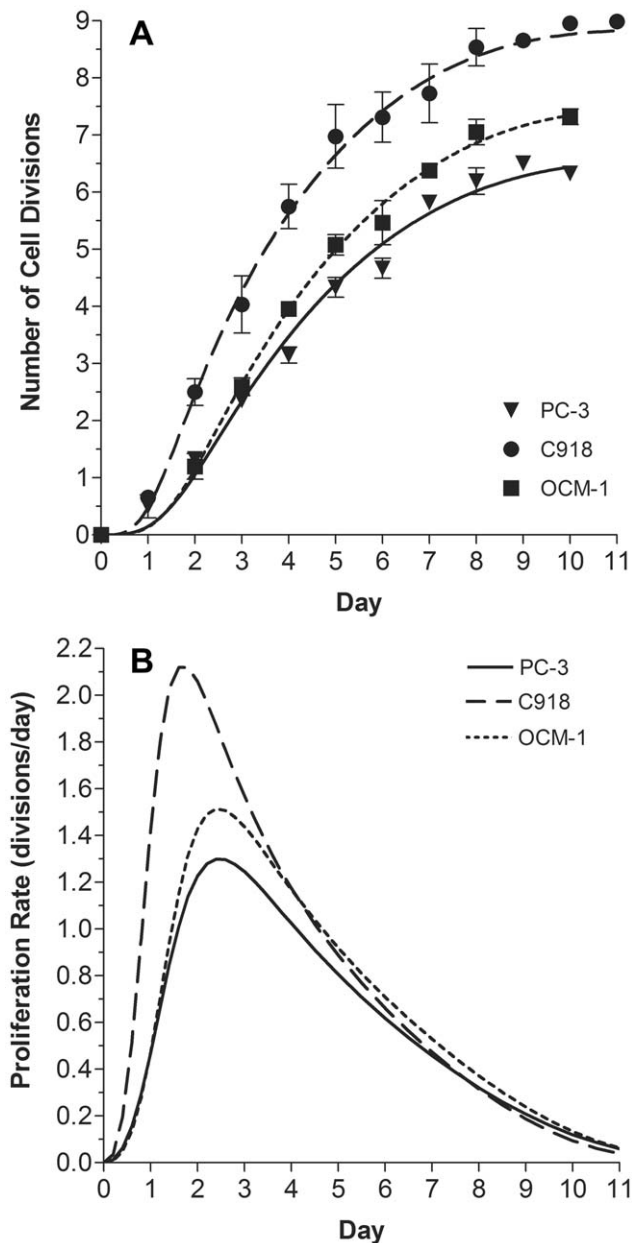 A
Number of Cell Divisions
9
8
7
6
5
4
3
2
1
0
PC-3
C918
OCM-1
0 1 2 3 4 5 6 7 8 9 10 11
Day
B
Proliferation Rate (divisions/day)
2.2
2.0
1.8
1.6
1.4
1.2
1.0
0.8
0.6
0.4
0.2
0.0
PC-3
C918
OCM-1
0 1 2 3 4 5 6 7 8 9 10 11
Day